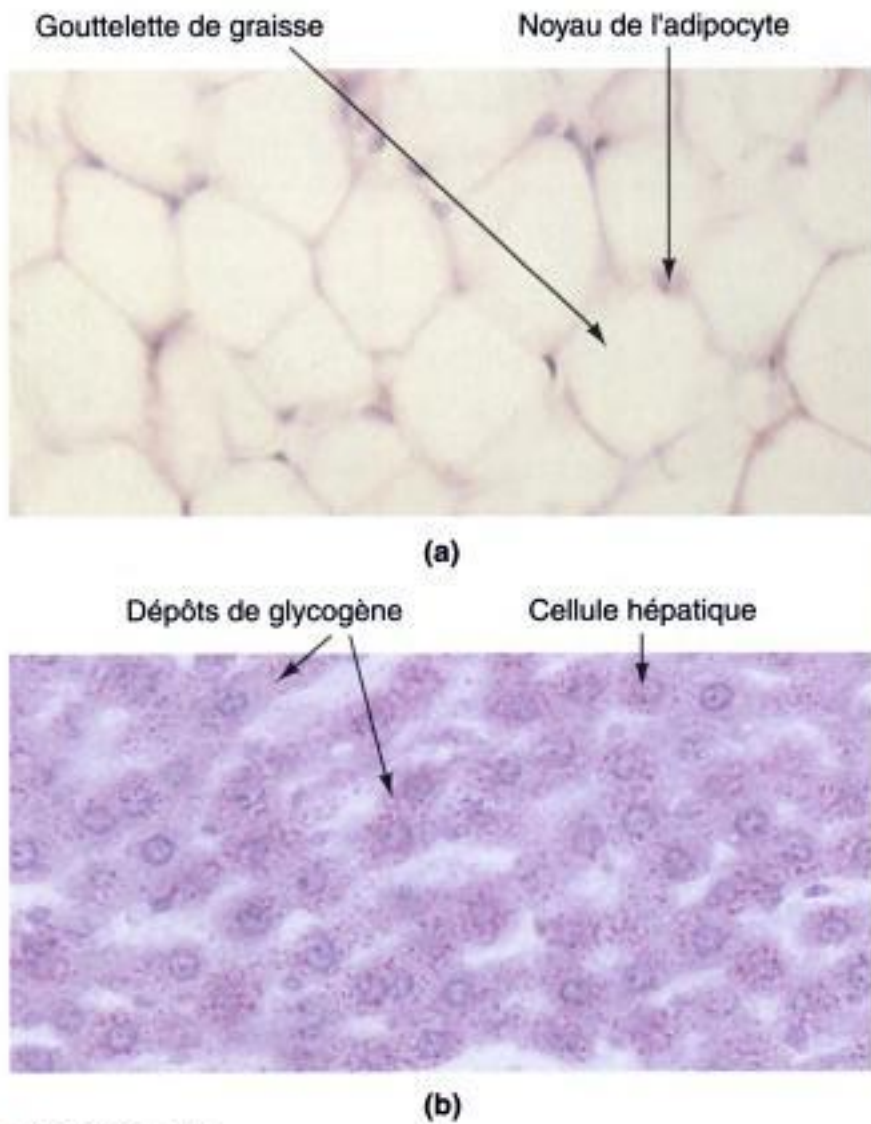 Gouttelette de graisse
Noyau de l'adipocyte
(a)
Dépôts de glycogène
Cellule hépatique
(b)